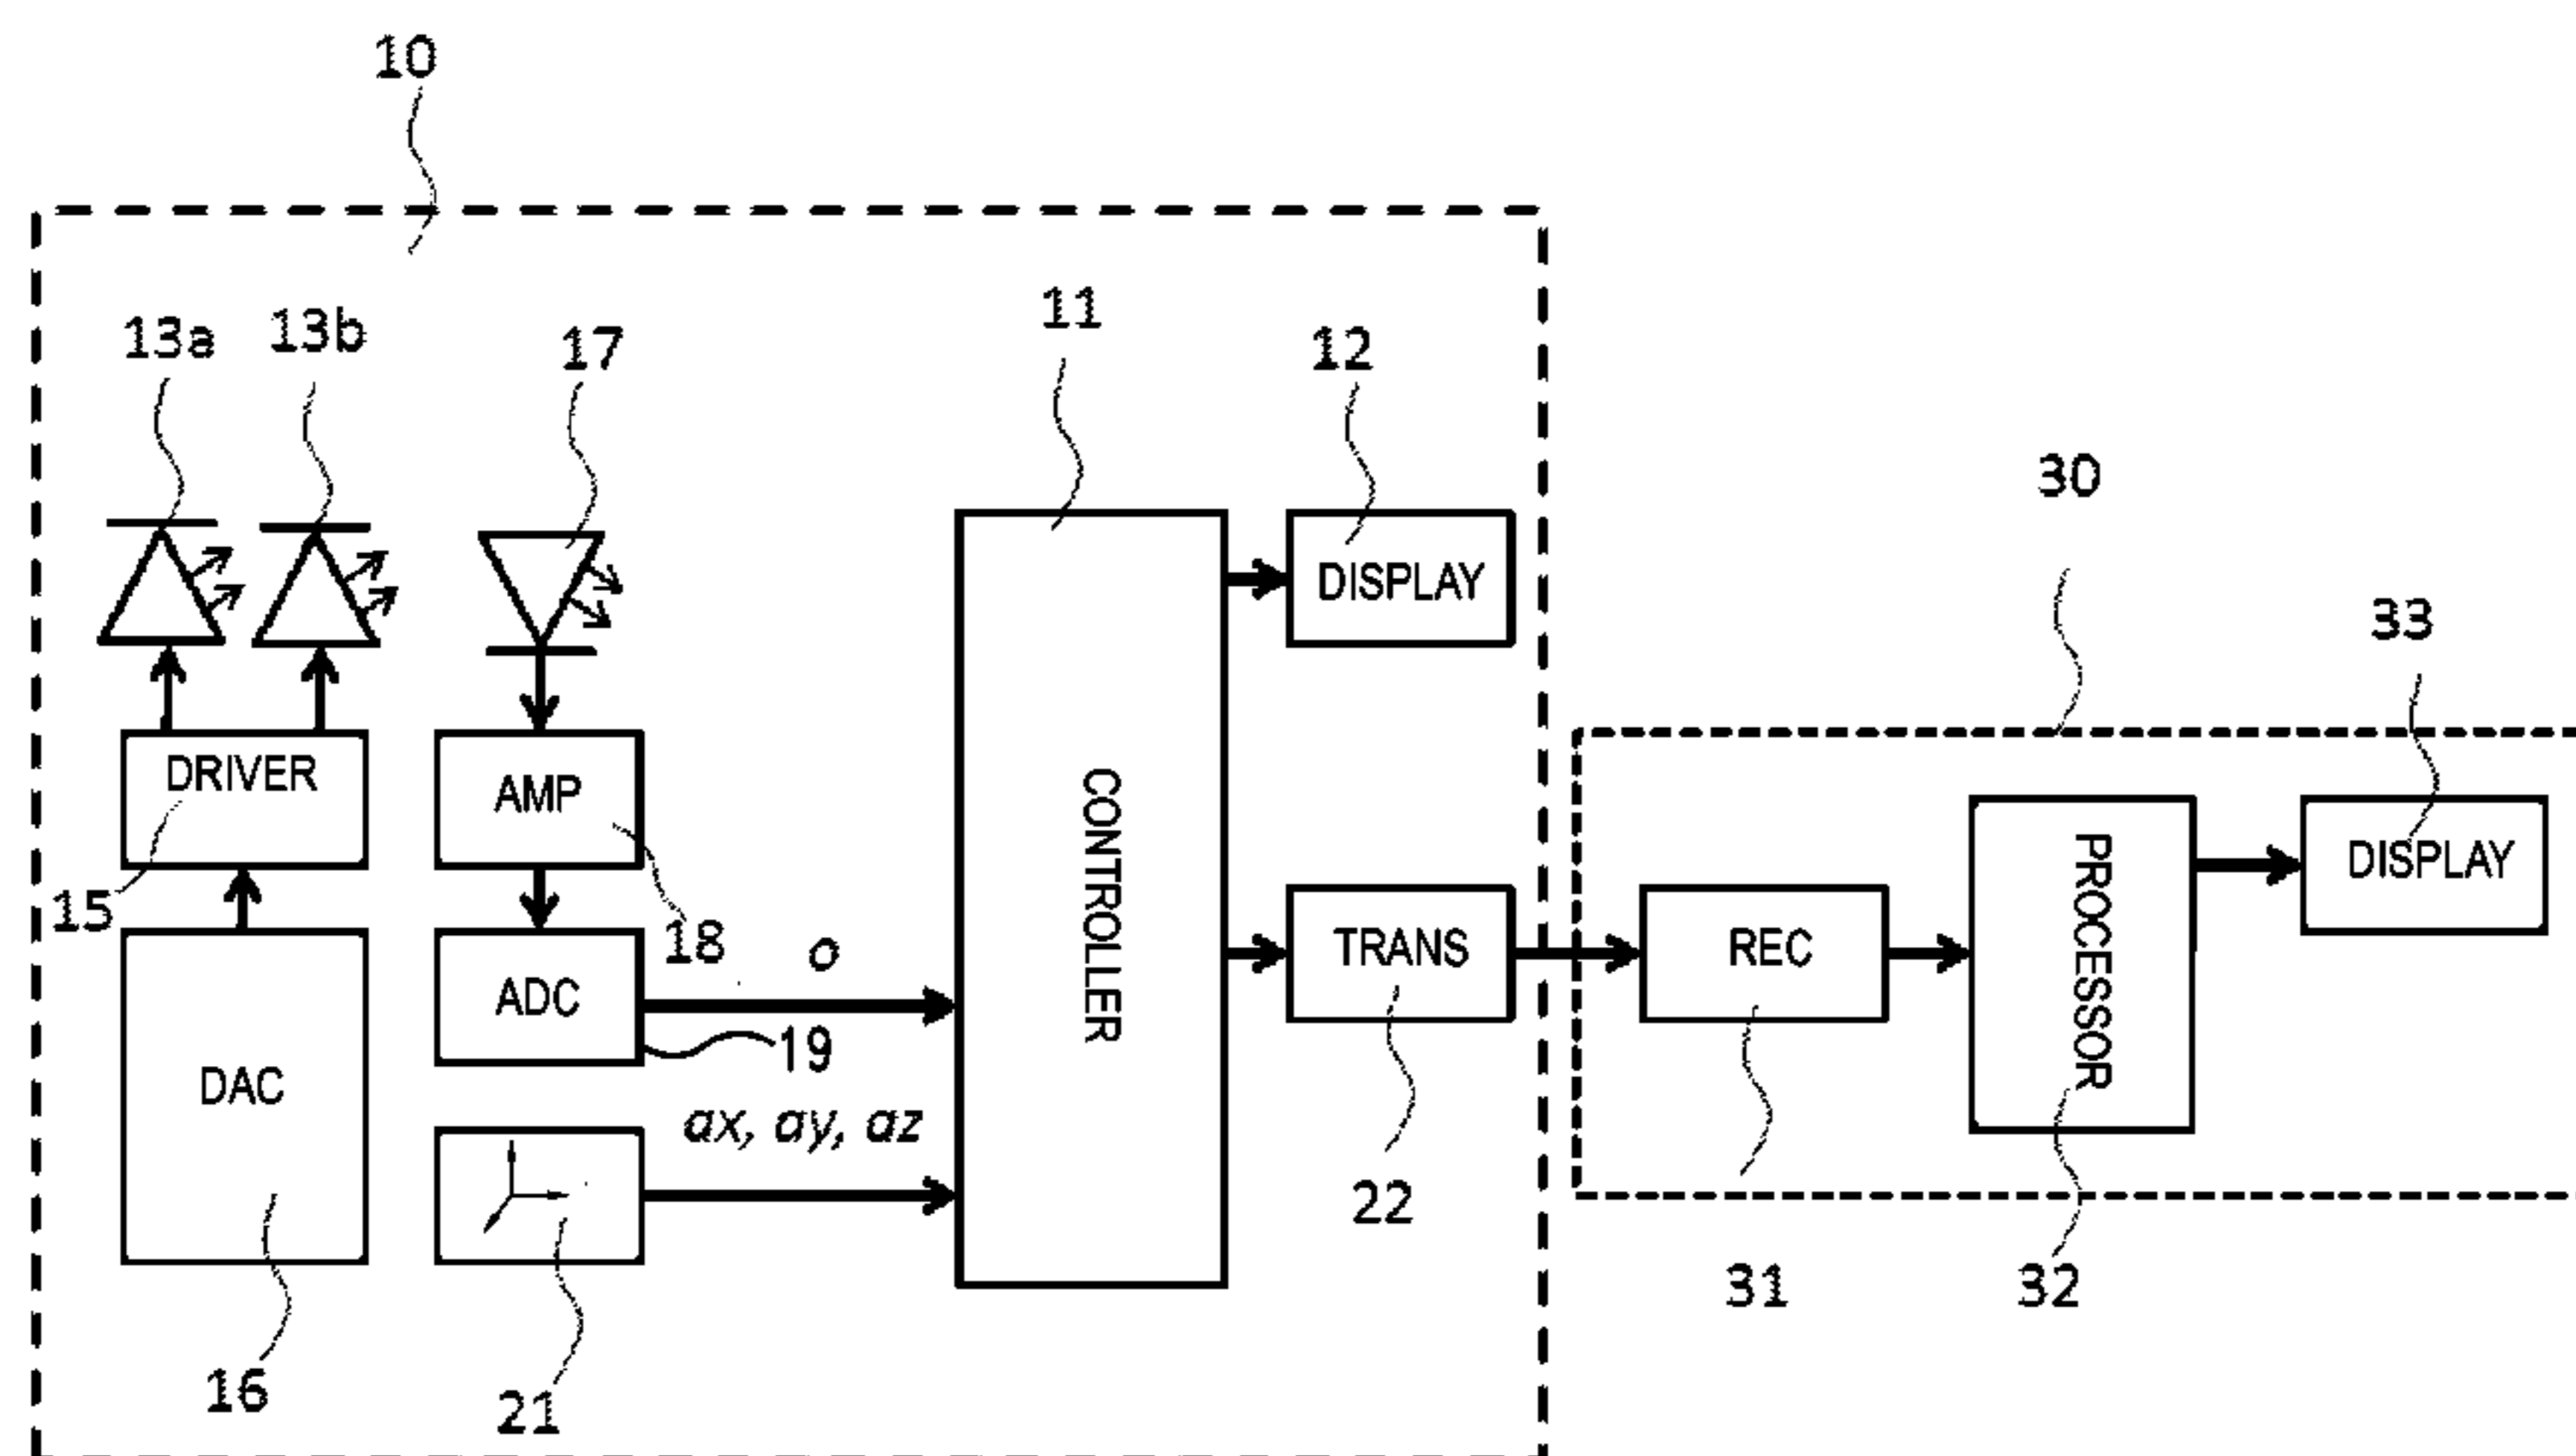 10
13a
13b
17
11
12
30
33
DISPLAY
DRIVER
AMP
CONTROLLER
PROCESSOR
DISPLAY
15
18
o
TRANS
REC
ADC
19
DAC
ax, ay, az
22
31
32
16
21